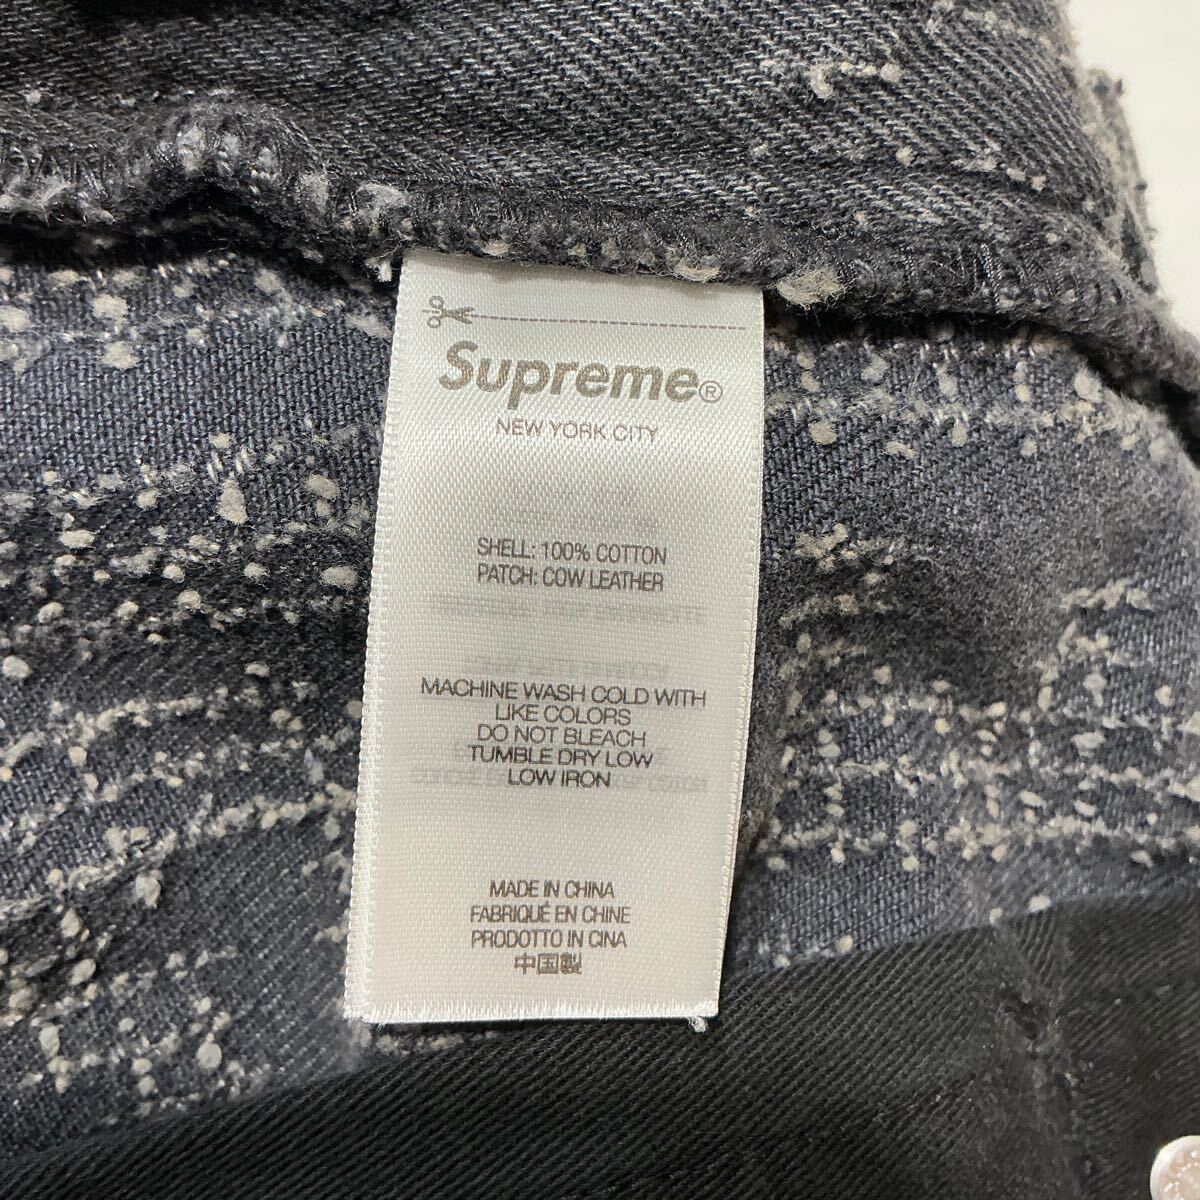 Supreme®
NEW YORK CITY
SHELL: 100% COTTON
PATCH: COW LEATHER
MACHINE WASH COLD WITH
LIKE COLORS
DO NOT BLEACH
TUMBLE DRY LOW
LOW IRON
MADE IN CHINA
FABRIQUÉ EN CHINE
PRODOTTO IN CINA
中国製